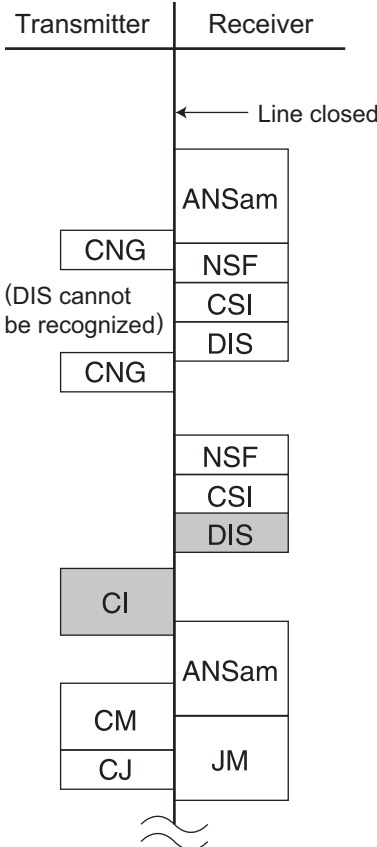 Transmitter Receiver
Line closed
ANSam
CNG
NSF
(DIS cannot
be recognized)
CSI
DIS
CNG
NSF
CSI
DIS
CI
ANSam
CM
JM
CJ